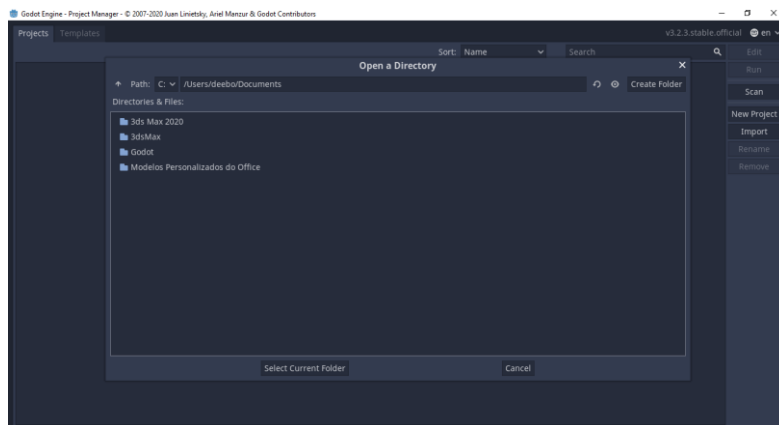 Godot Engine - Project Manager - © 2007-2020 Juan Linietsky, Ariel Manzur & Godot Contributors
Projects Templates
v3.2.3.stable.official en
Sort: Name Search
Edit
Open a Directory
Run
Path: C: /Users/deebo/Documents Create Folder
Scan
Directories & Files:
3ds Max 2020
New Project
3dsMax
Import
Godot
Rename
Modelos Personalizados do Office
Remove
Select Current Folder Cancel